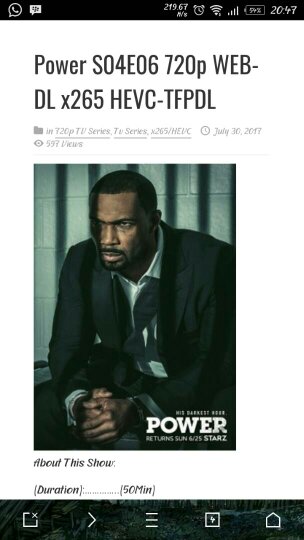 219.67
K/s
54%
20:47
Power S04E06 720p WEB-
DL x265 HEVC-TFPDL
in 720p TV Series, Tv Series, x265/HEVC July 30, 2017
597 Views
HIS DARKEST HOUR.
POWER
RETURNS SUN 6/25 STARZ
About This Show:
(Duration):..............(50Min)